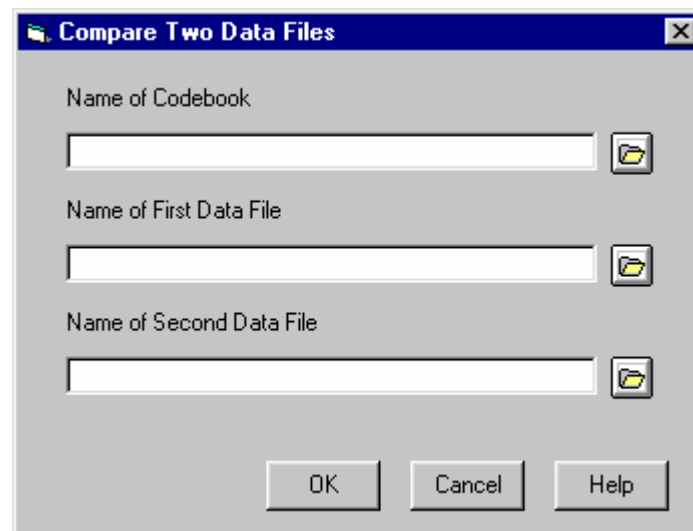 Compare Two Data Files
Name of Codebook
Name of First Data File
Name of Second Data File
OK Cancel Help